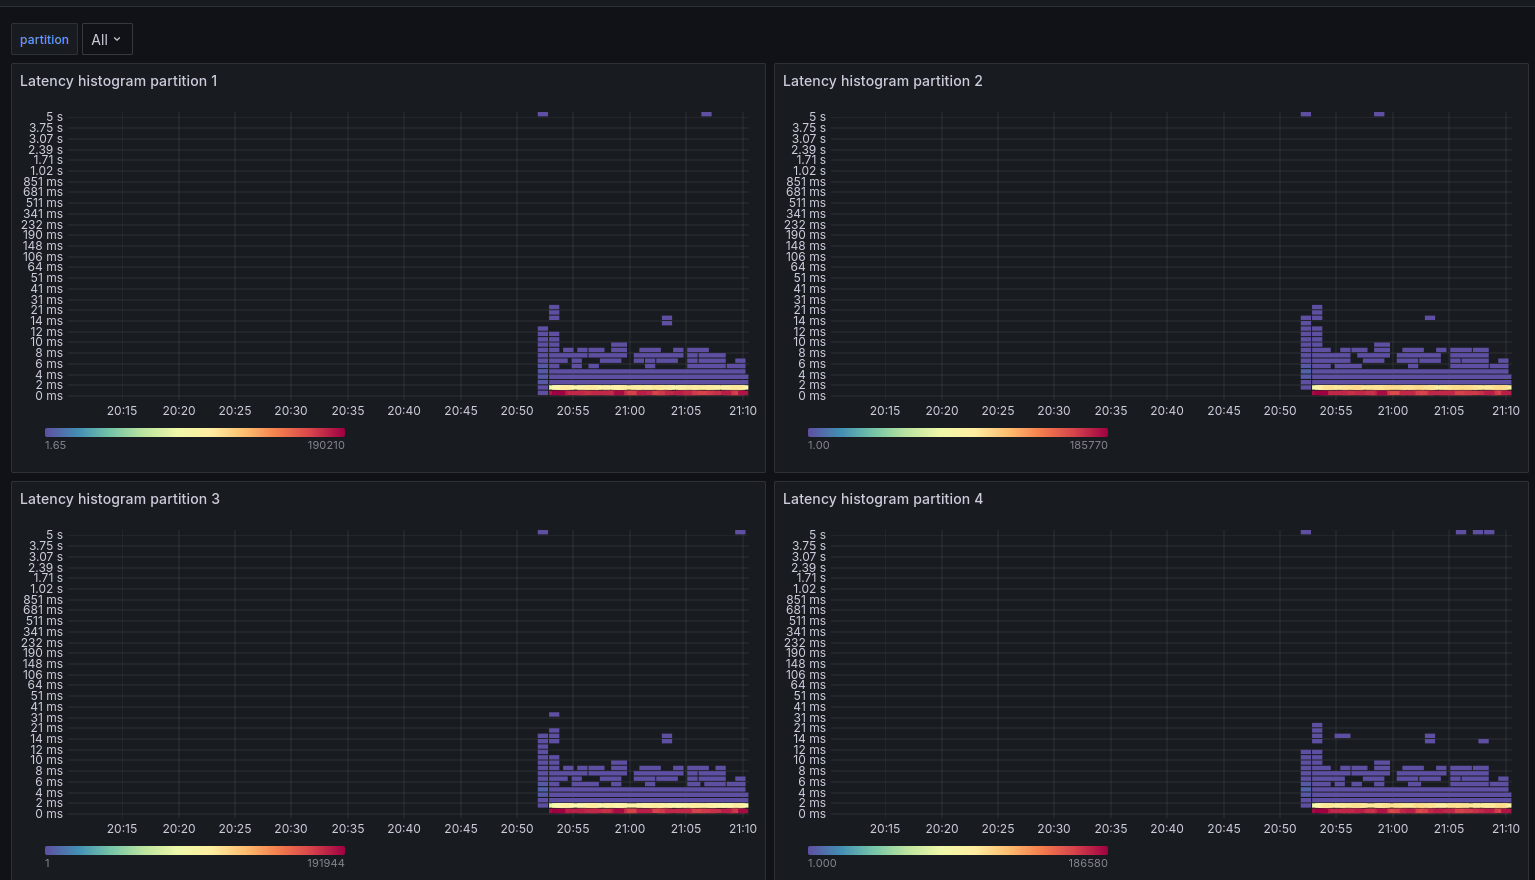 partition All
Latency histogram partition 1
5 s
3.75 s
3.07 s
2.39 s
1.71 s
1.02 s
851 ms
681 ms
511 ms
341 ms
232 ms
190 ms
148 ms
106 ms
64 ms
51 ms
41 ms
31 ms
21 ms
14 ms
12 ms
10 ms
8 ms
6 ms
4 ms
2 ms
0 ms
20:15 20:20 20:25 20:30 20:35 20:40 20:45 20:50 20:55 21:00 21:05 21:10
1.65 190210
Latency histogram partition 2
5 s
3.75 s
3.07 s
2.39 s
1.71 s
1.02 s
851 ms
681 ms
511 ms
341 ms
232 ms
190 ms
148 ms
106 ms
64 ms
51 ms
41 ms
31 ms
21 ms
14 ms
12 ms
10 ms
8 ms
6 ms
4 ms
2 ms
0 ms
20:15 20:20 20:25 20:30 20:35 20:40 20:45 20:50 20:55 21:00 21:05 21:10
1.00 185770
Latency histogram partition 3
5 s
3.75 s
3.07 s
2.39 s
1.71 s
1.02 s
851 ms
681 ms
511 ms
341 ms
232 ms
190 ms
148 ms
106 ms
64 ms
51 ms
41 ms
31 ms
21 ms
14 ms
12 ms
10 ms
8 ms
6 ms
4 ms
2 ms
0 ms
20:15 20:20 20:25 20:30 20:35 20:40 20:45 20:50 20:55 21:00 21:05 21:10
1 191944
Latency histogram partition 4
5 s
3.75 s
3.07 s
2.39 s
1.71 s
1.02 s
851 ms
681 ms
511 ms
341 ms
232 ms
190 ms
148 ms
106 ms
64 ms
51 ms
41 ms
31 ms
21 ms
14 ms
12 ms
10 ms
8 ms
6 ms
4 ms
2 ms
0 ms
20:15 20:20 20:25 20:30 20:35 20:40 20:45 20:50 20:55 21:00 21:05 21:10
1.000 186580